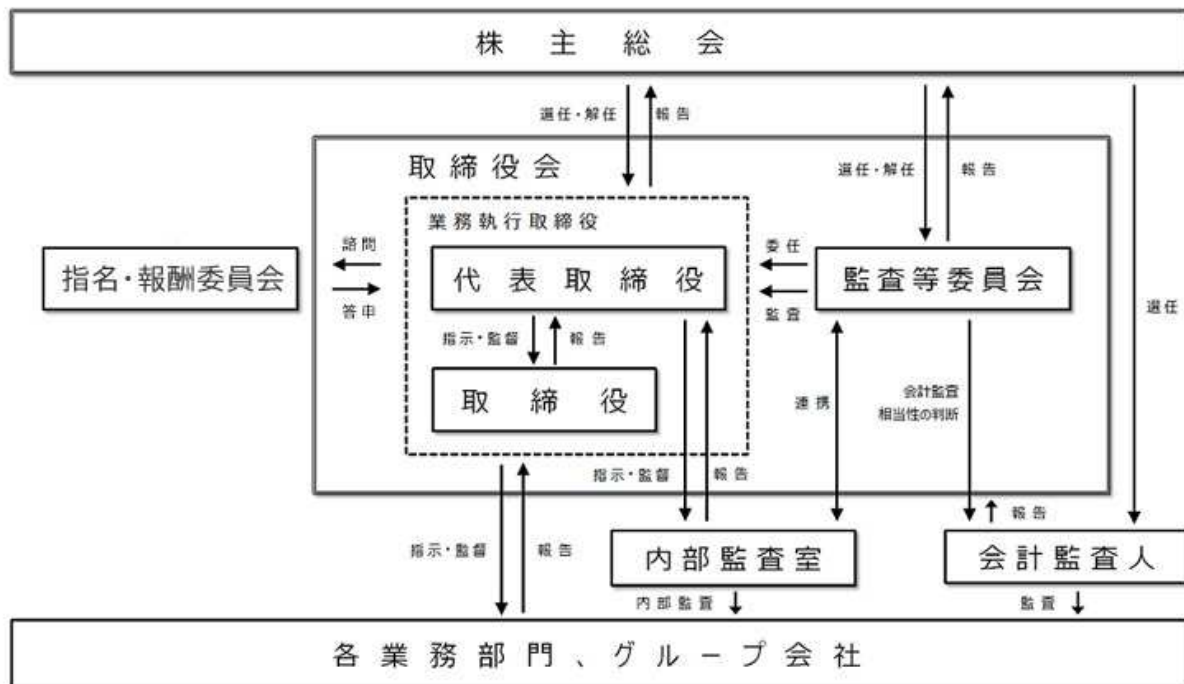 株主総会
選任・解任
報告
取締役会
選任・解任
報告
業務執行取締役
諮問
委任
指名・報酬委員会
代表取締役
監査等委員会
答申
監査
選任
指示・監督
報告
取締役
連携
会計監査
相当性の判断
指示・監督
報告
報告
指示・監督
報告
内部監査室
会計監査人
内部監査
監査
各業務部門、グループ会社